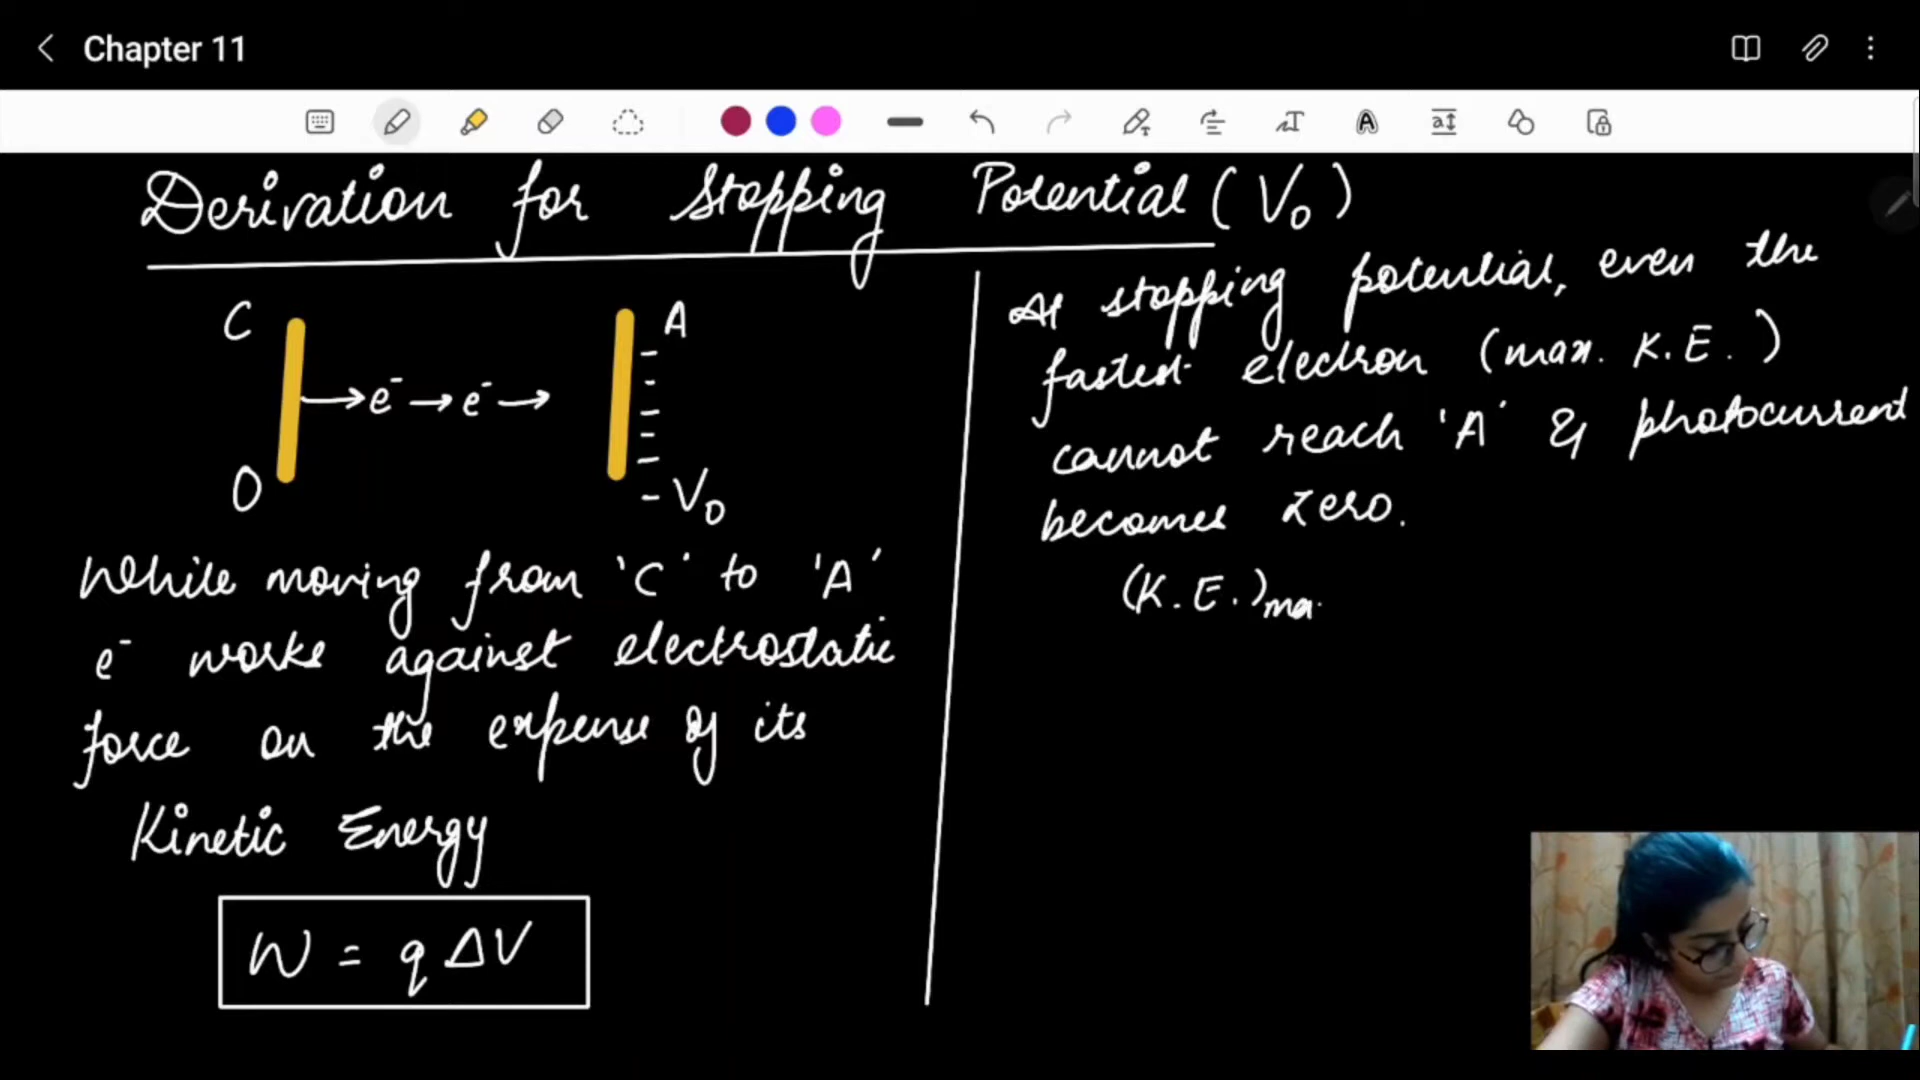 Chapter 11
Derivation for Stopping Potential (V₀)
C
A
e⁻ e⁻
O
- V₀
While moving from 'C' to 'A'
e⁻ works against electrostatic
force on the expense of its
Kinetic Energy
W = q ΔV
At stopping potential, even the
fastest electron (max. K.E.)
cannot reach 'A' & photocurrent
becomes zero.
(K.E.)ma